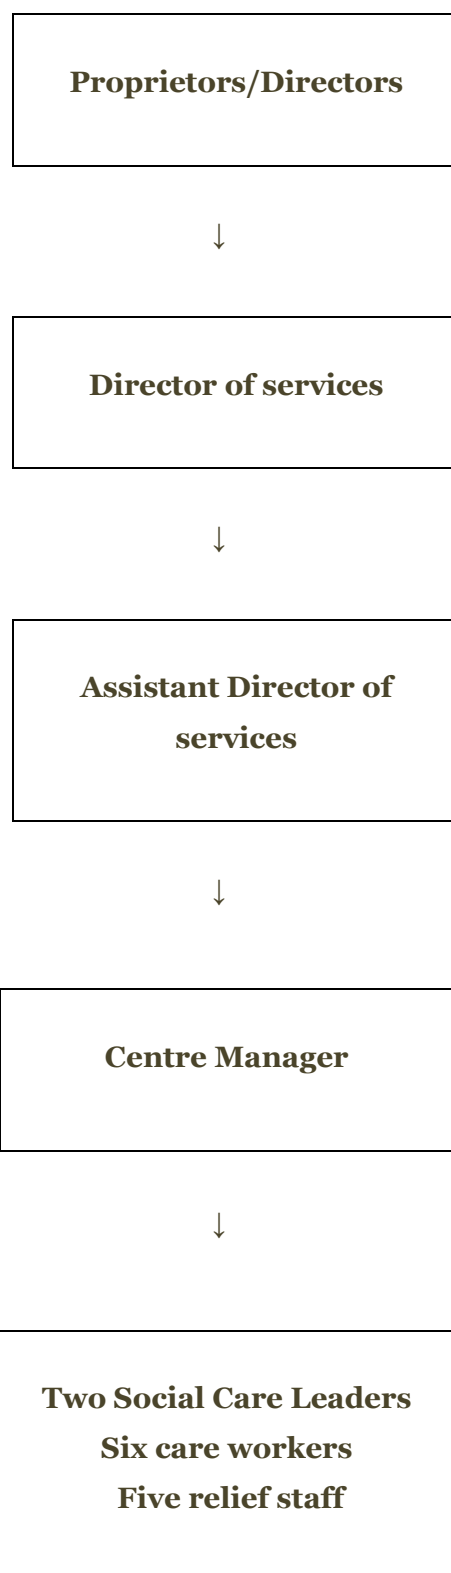 Proprietors/Directors
↓
Director of services
↓
Assistant Director of
services
↓
Centre Manager
↓
Two Social Care Leaders
Six care workers
Five relief staff